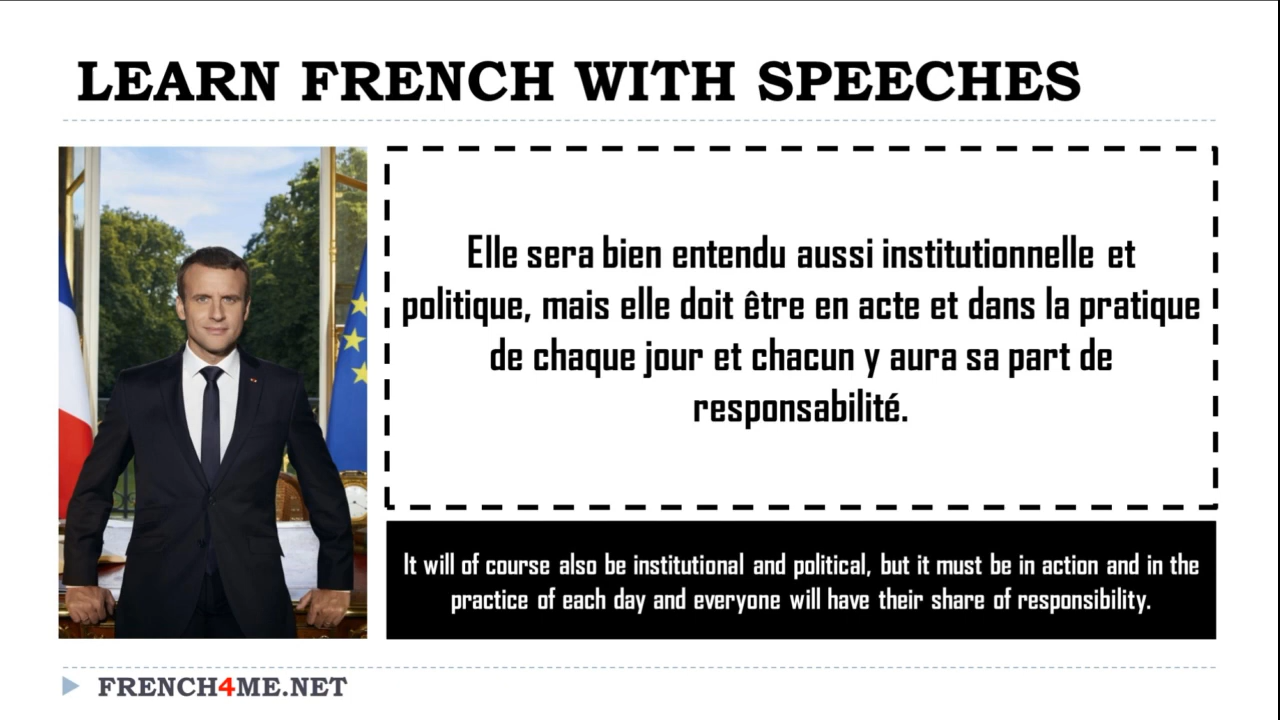 LEARN FRENCH WITH SPEECHES
Elle sera bien entendu aussi institutionnelle et
politique, mais elle doit être en acte et dans la pratique
de chaque jour et chacun y aura sa part de
responsabilité.
It will of course also be institutional and political, but it must be in action and in the
practice of each day and everyone will have their share of responsibility.
FRENCH4ME.NET